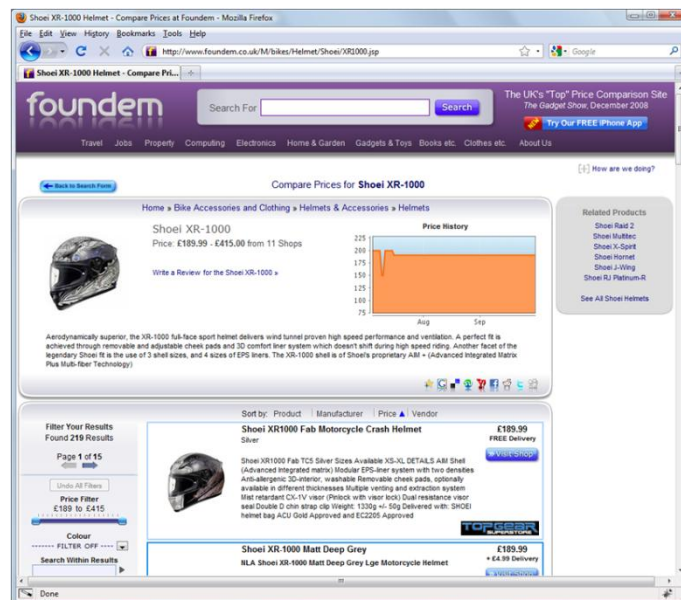 Shoei XR-1000 Helmet - Compare Prices at Foundem - Mozilla Firefox
File Edit View History Bookmarks Tools Help
http://www.foundem.co.uk/M/bikes/Helmet/Shoei/XR1000.jsp
Google
Shoei XR-1000 Helmet - Compare Pri...
foundem
Search For
Search
The UK's "Top" Price Comparison Site
The Gadget Show, December 2008
Try Our FREE iPhone App
Travel Jobs Property Computing Electronics Home & Garden Gadgets & Toys Books etc. Clothes etc. About Us
[+] How are we doing?
Back to Search Form
Compare Prices for Shoei XR-1000
Home » Bike Accessories and Clothing » Helmets & Accessories » Helmets
Shoei XR-1000
Price: £189.99 - £415.00 from 11 Shops
Write a Review for the Shoei XR-1000 »
Price History
225
200
175
150
125
100
75
Aug Sep
Related Products
Shoei Raid 2
Shoei Multitec
Shoei X-Spirit
Shoei Hornet
Shoei J-Wing
Shoei RJ Platinum-R
See All Shoei Helmets
Aerodynamically superior, the XR-1000 full-face sport helmet delivers wind tunnel proven high speed performance and ventilation. A perfect fit is
achieved through removable and adjustable cheek pads and 3D comfort liner system which doesn't shift during high speed riding. Another facet of the
legendary Shoei fit is the use of 3 shell sizes, and 4 sizes of EPS liners. The XR-1000 shell is of Shoei's proprietary AIM + (Advanced Integrated Matrix
Plus Multi-fiber Technology)
Sort by: Product Manufacturer Price Vendor
Filter Your Results
Found 219 Results
Page 1 of 15
Undo All Filters
Price Filter
£189 to £415
Colour
------ FILTER OFF ----
Search Within Results
Shoei XR1000 Fab Motorcycle Crash Helmet
Silver
£189.99
FREE Delivery
Visit Shop
Shoei XR1000 Fab TC5 Silver Sizes Available XS-XL DETAILS AIM Shell
(Advanced Integrated matrix) Modular EPS-liner system with two densities
Anti-allergenic 3D-interior, washable Removable cheek pads, optionally
available in different thicknesses Multiple venting and extraction system
Mist retardant CX-1V visor (Pinlock with visor lock) Dual resistance visor
seal Double D chin strap clip Weight: 1330g +/- 50g Delivered with: SHOEI
helmet bag ACU Gold Approved and EC2205 Approved
TOPGEAR
SUPERSTORE
Shoei XR-1000 Matt Deep Grey
£189.99
+ £4.99 Delivery
NLA Shoei XR-1000 Matt Deep Grey Lge Motorcycle Helmet
Done